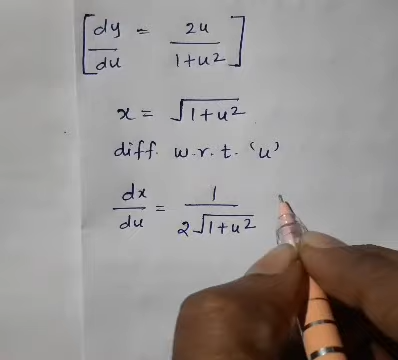 [dy/du = 2u/1+u²]
x = √1+u²
diff. w.r.t. 'u'
dx/du = 1/2√1+u²